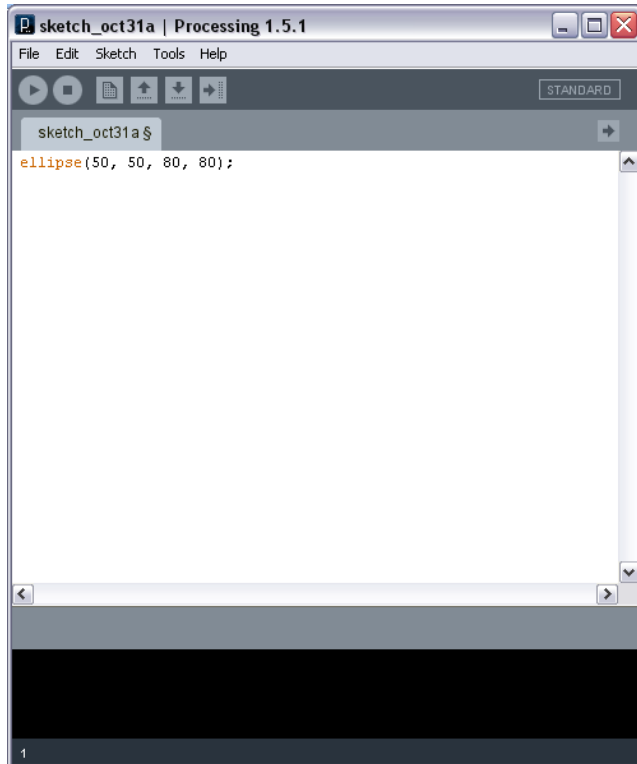 sketch_oct31a | Processing 1.5.1
File Edit Sketch Tools Help
STANDARD
sketch_oct31a §
ellipse(50, 50, 80, 80);
1